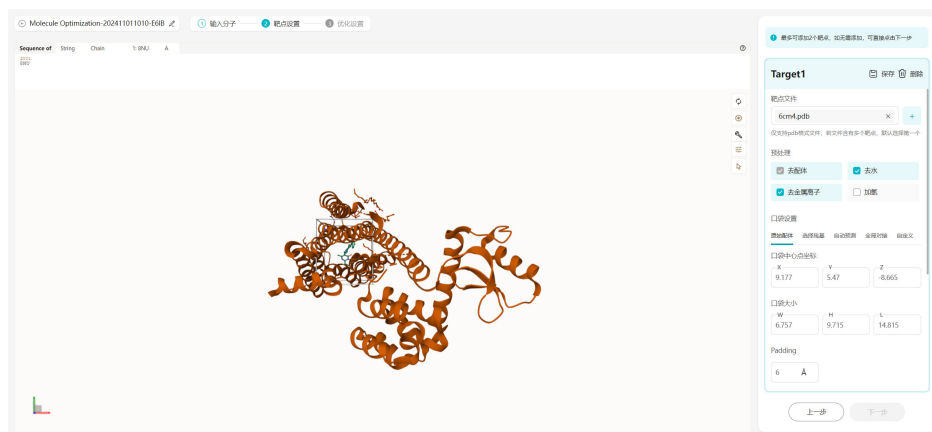 Molecule Optimization-202411011010-E6IB
1 输入分子 2 靶点设置 3 优化设置
Sequence of String Chain 1: 8NU A
8NU
最多可添加2个靶点，如无需添加，可直接点击下一步
Target1 保存 删除
靶点文件
6cm4.pdb × +
仅支持pdb格式文件，若文件含有多个靶点，默认选择第一个
预处理
去配体 去水
去金属离子 加氢
口袋设置
原始配体 选择残基 自动预测 全局对接 自定义
口袋中心点坐标
X Y Z
9.177 5.47 -8.665
口袋大小
W H L
6.757 9.715 14.815
Padding
6 Å
上一步 下一步